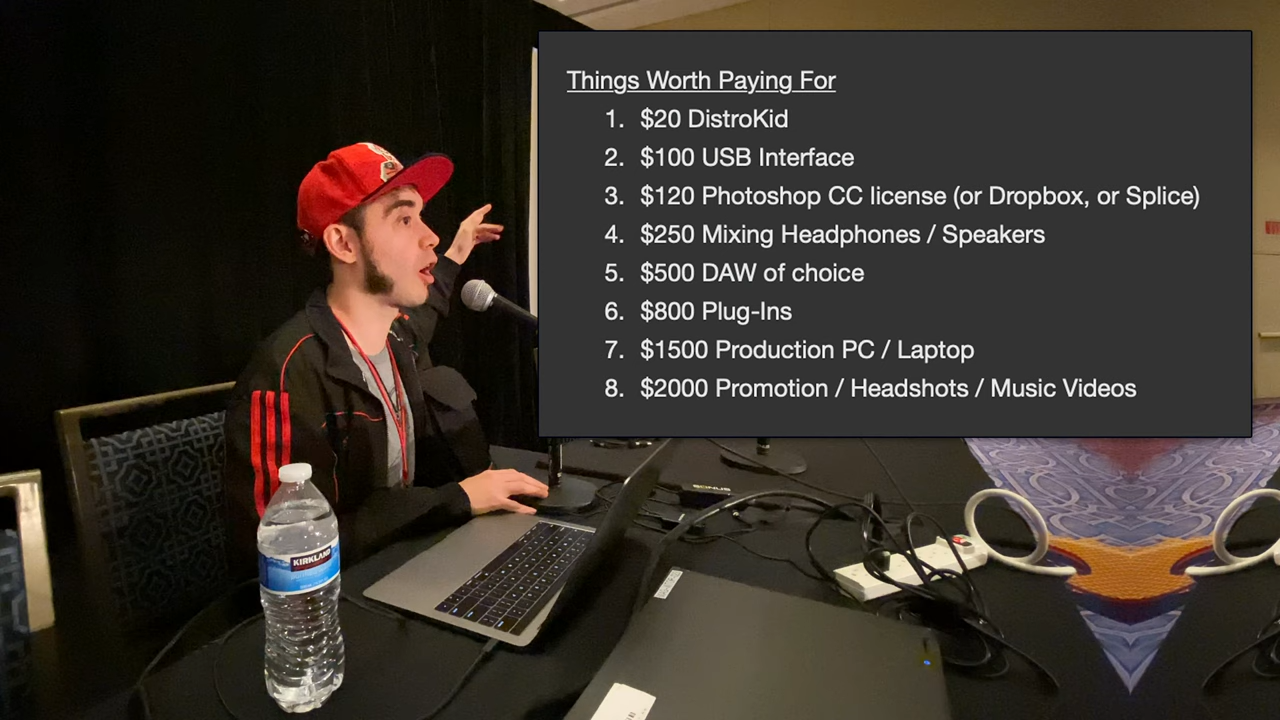 Things Worth Paying For
1. $20 DistroKid
2. $100 USB Interface
3. $120 Photoshop CC license (or Dropbox, or Splice)
4. $250 Mixing Headphones / Speakers
5. $500 DAW of choice
6. $800 Plug-Ins
7. $1500 Production PC / Laptop
8. $2000 Promotion / Headshots / Music Videos
KIRKLAND